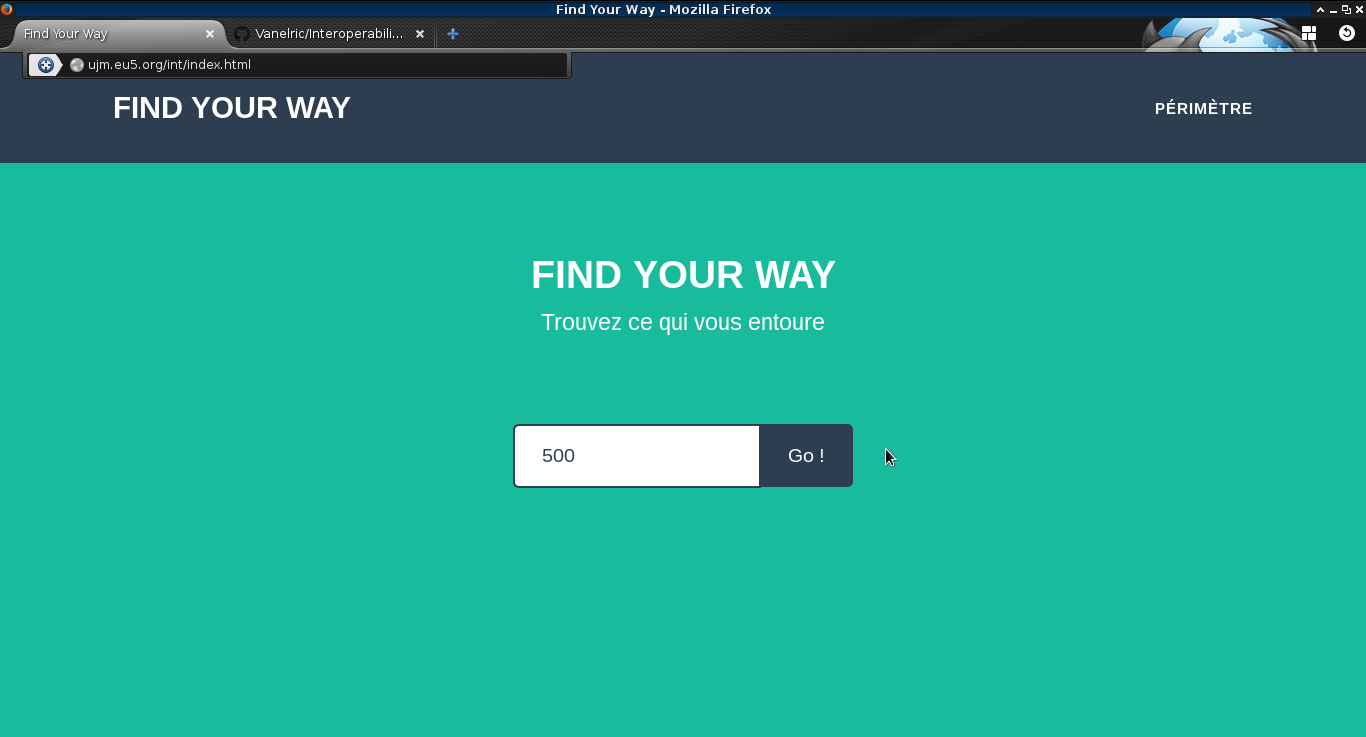 Find Your Way - Mozilla Firefox
Find Your Way
Vanelric/Interoperabili...
ujm.eu5.org/int/index.html
FIND YOUR WAY
PÉRIMÈTRE
FIND YOUR WAY
Trouvez ce qui vous entoure
500
Go !